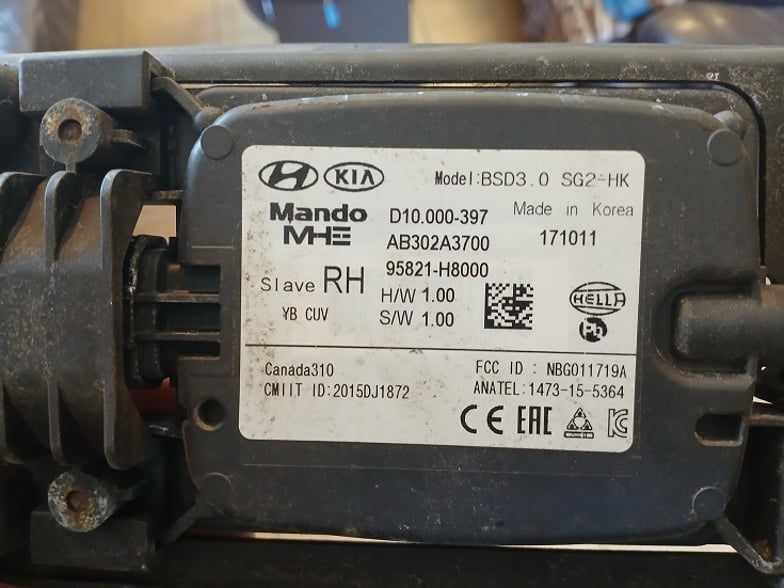 KIA Model:BSD3.0 SG2-HK
Mando D10.000-397 Made in Korea
MHE AB302A3700 171011
Slave RH 95821-H8000
HELLA
YB CUV H/W 1.00
S/W 1.00
Pb
Canada310 FCC ID : NBG011719A
CMIIT ID:2015DJ1872 ANATEL:1473-15-5364
CE EAC